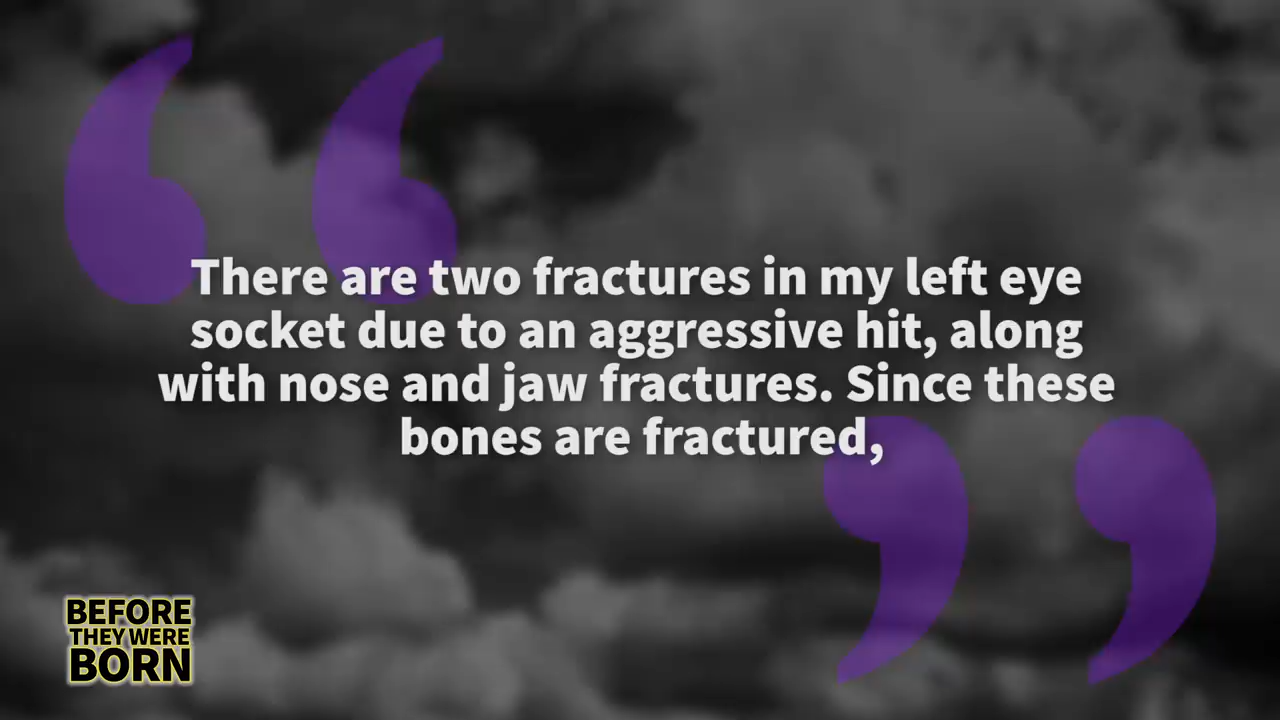 There are two fractures in my left eye
socket due to an aggressive hit, along
with nose and jaw fractures. Since these
bones are fractured,
BEFORE
THEY WERE
BORN